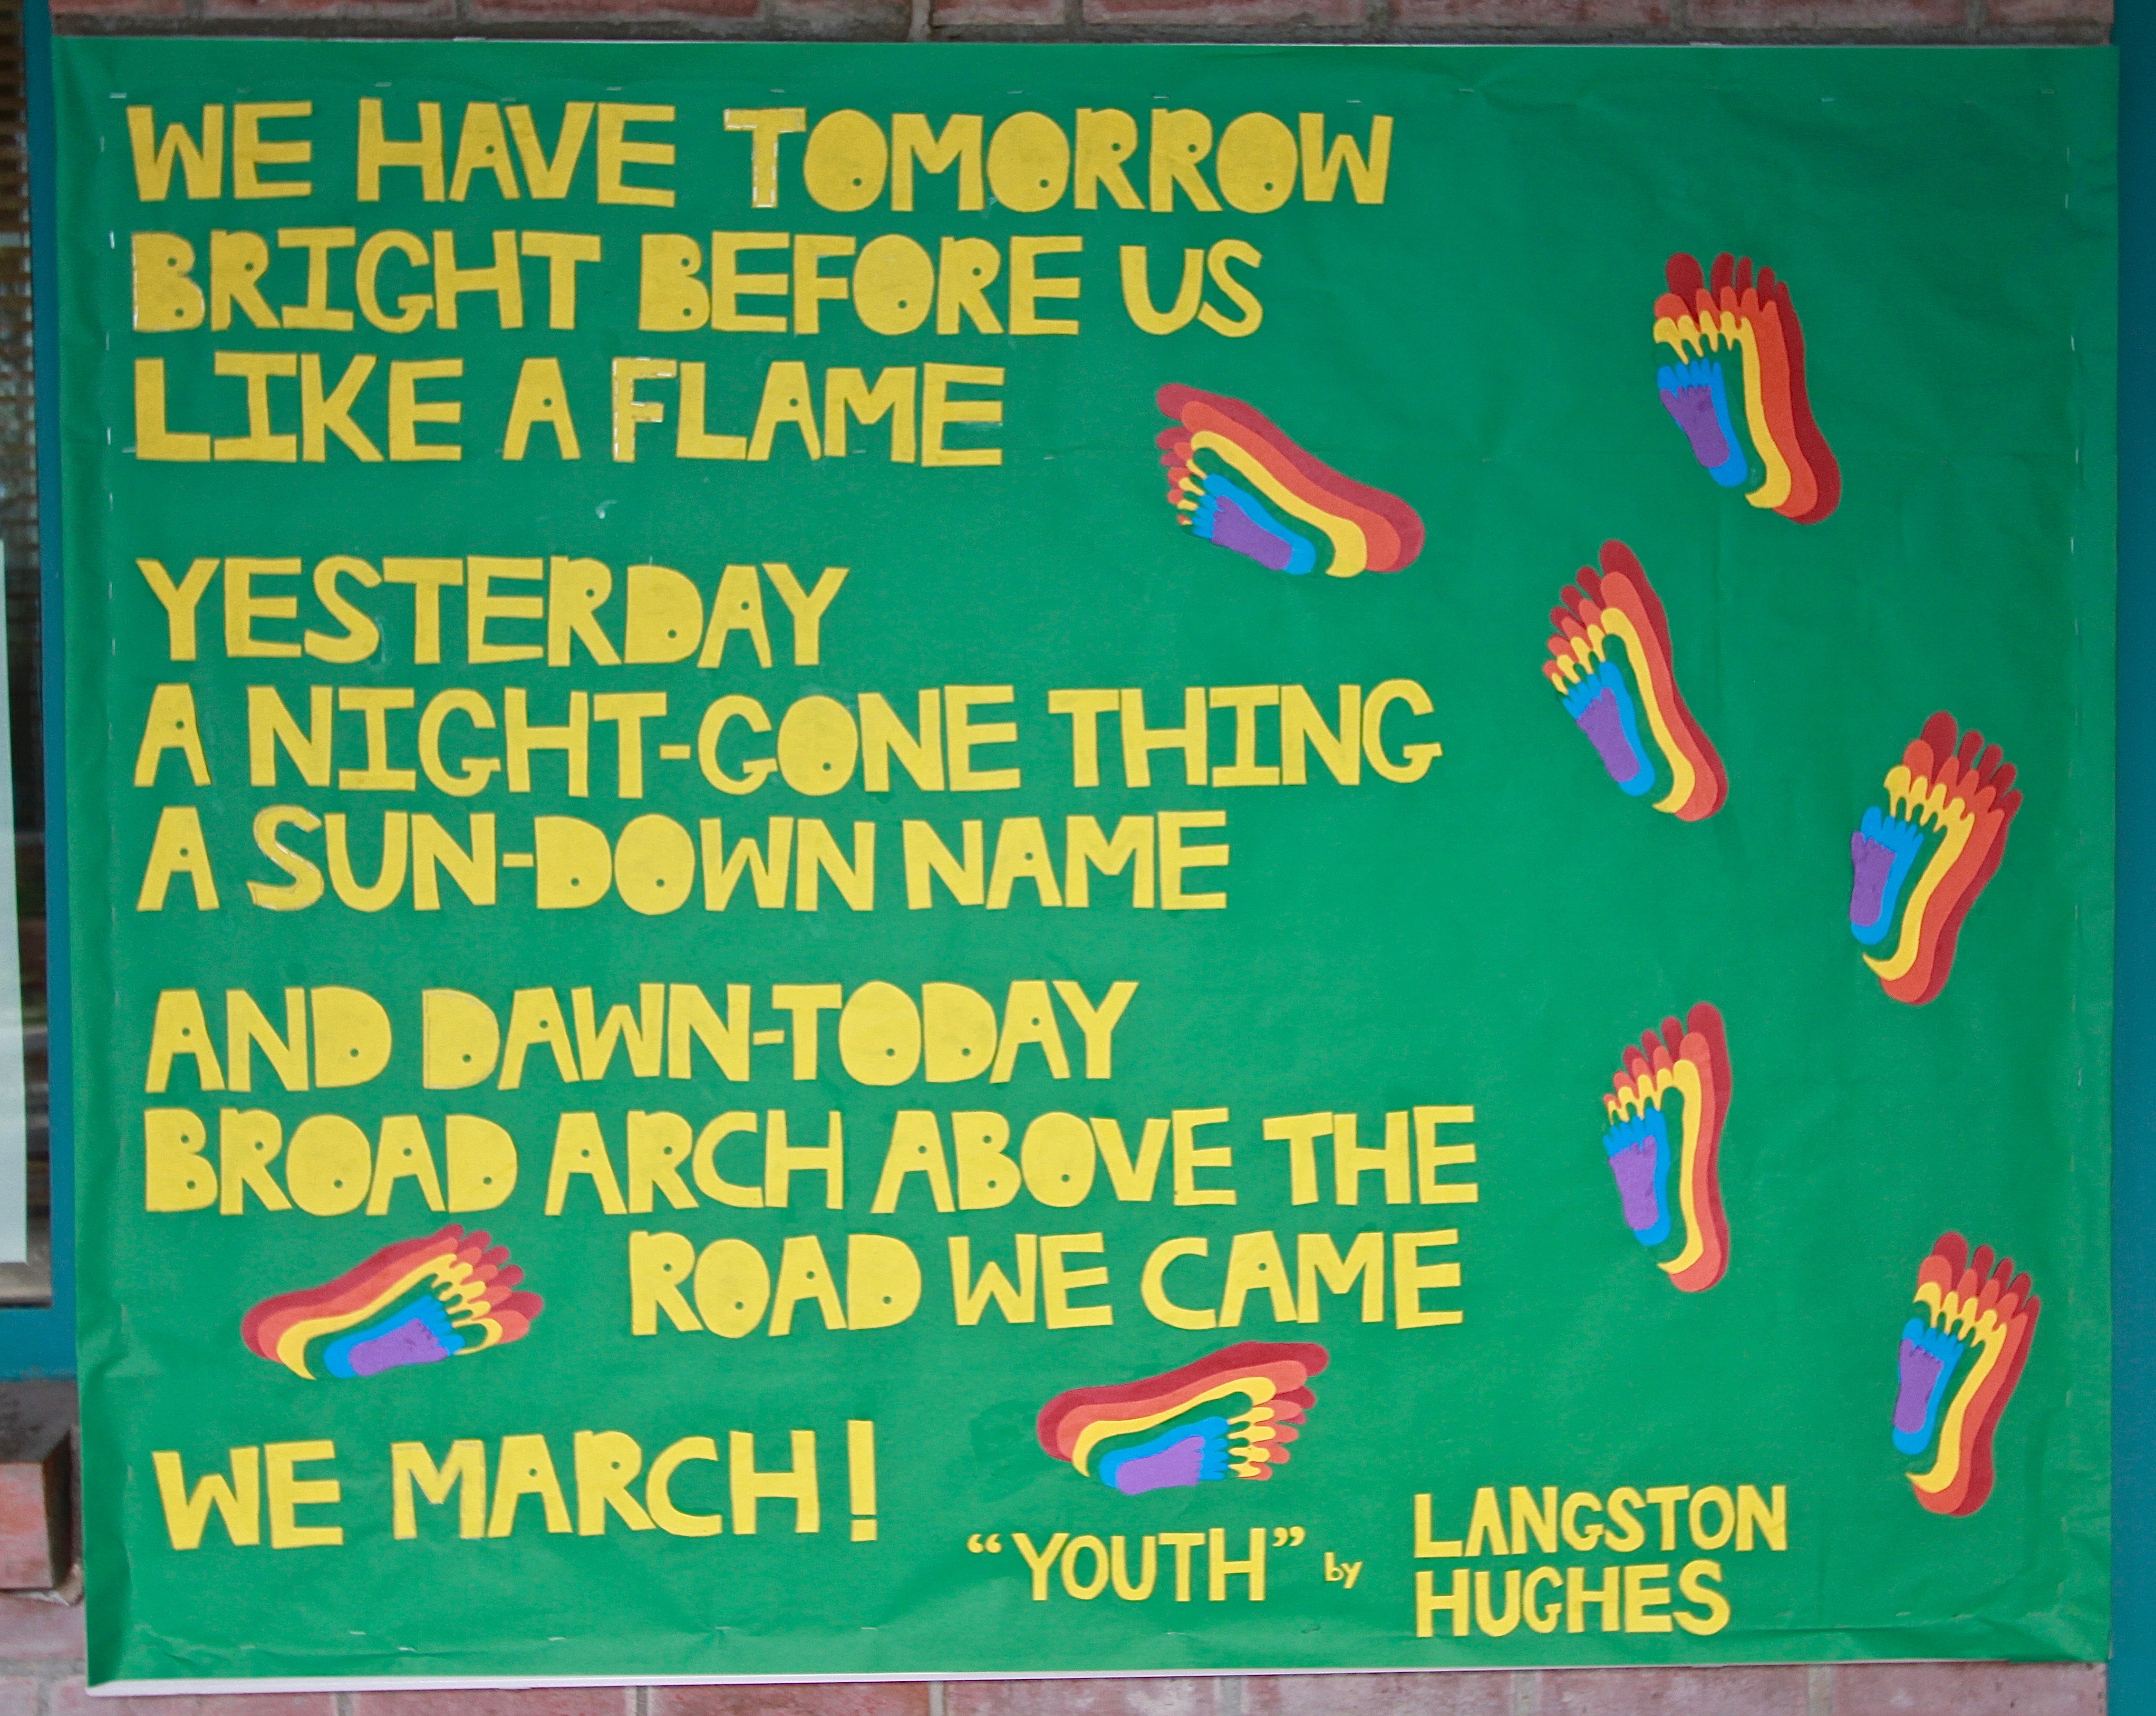 WE HAVE TOMORROW
BRIGHT BEFORE US
LIKE A FLAME
YESTERDAY
A NIGHT-GONE THING
A SUN-DOWN NAME
AND DAWN-TODAY
BROAD ARCH ABOVE THE
ROAD WE CAME
WE MARCH!
“YOUTH” by LANGSTON
HUGHES